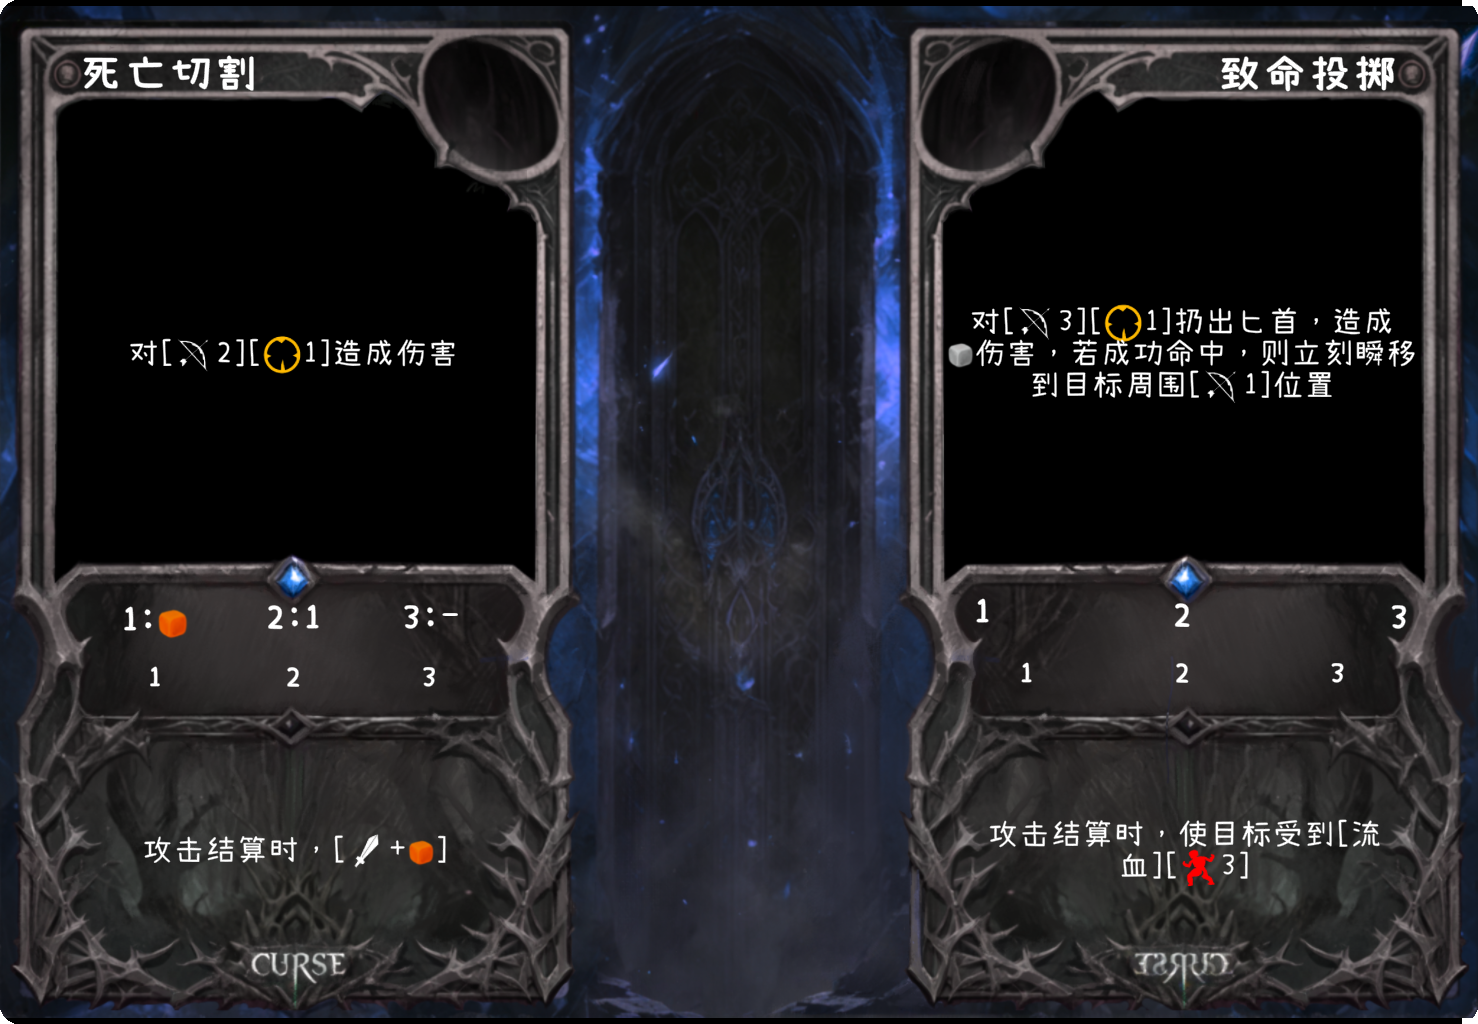 死亡切割
对[2][1]造成伤害
1: 2:1 3:-
1 2 3
攻击结算时，[+]
CURSE
致命投掷
对[3][1]扔出匕首，造成
伤害，若成功命中，则立刻瞬移
到目标周围[1]位置
1 2 3
1 2 3
攻击结算时，使目标受到[流
血][3]
CURSE